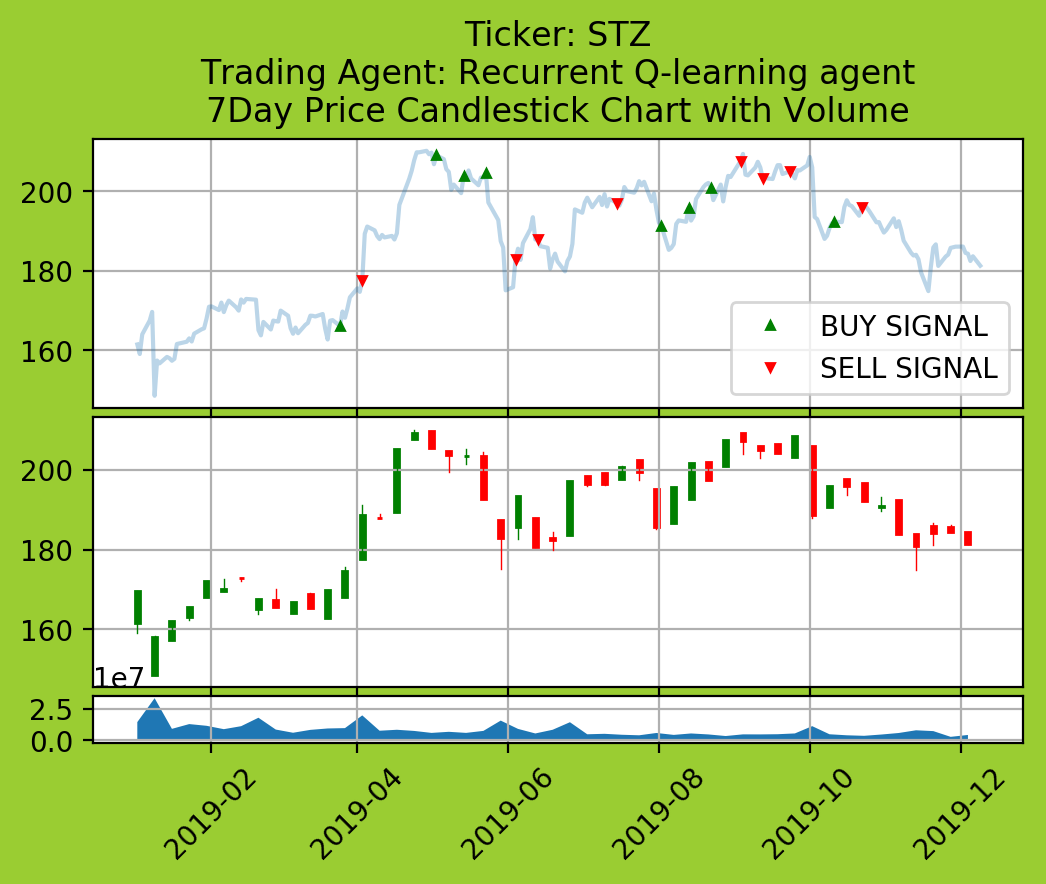 Ticker: STZ
Trading Agent: Recurrent Q-learning agent
7Day Price Candlestick Chart with Volume
200
180
160
BUY SIGNAL
SELL SIGNAL
200
180
160
1e7
2.5
0.0
2019-02
2019-04
2019-06
2019-08
2019-10
2019-12